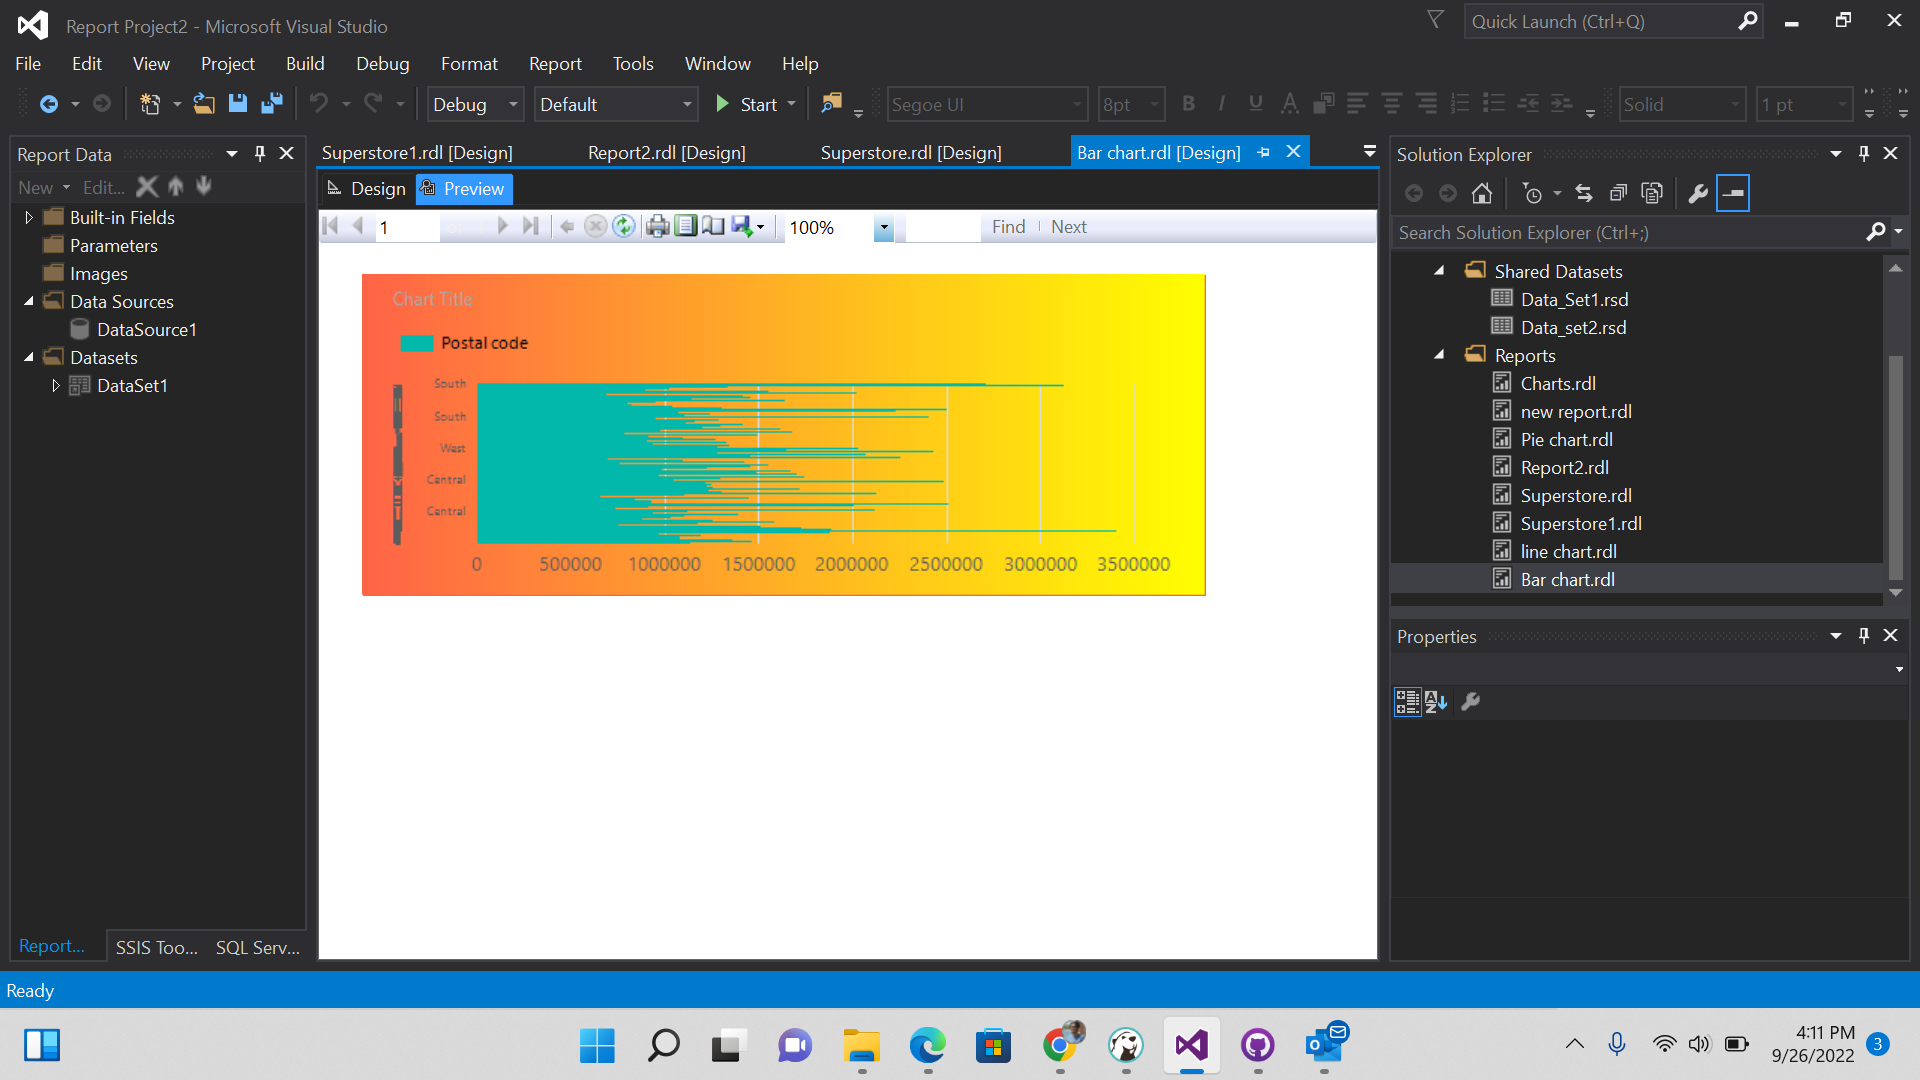 Report Project2 - Microsoft Visual Studio
Quick Launch (Ctrl+Q)
File Edit View Project Build Debug Format Report Tools Window Help
Debug Default Start Segoe UI 8pt B I U A Solid 1 pt
Report Data
New Edit...
Built-in Fields
Parameters
Images
Data Sources
DataSource1
Datasets
DataSet1
Report... SSIS Too... SQL Serv...
Superstore1.rdl [Design] Report2.rdl [Design] Superstore.rdl [Design] Bar chart.rdl [Design]
Design Preview
1 100% Find Next
Chart Title
Postal code
South
South
West
Central
Central
0 500000 1000000 1500000 2000000 2500000 3000000 3500000
Solution Explorer
Search Solution Explorer (Ctrl+;)
Shared Datasets
Data_Set1.rsd
Data_set2.rsd
Reports
Charts.rdl
new report.rdl
Pie chart.rdl
Report2.rdl
Superstore.rdl
Superstore1.rdl
line chart.rdl
Bar chart.rdl
Properties
Ready
4:11 PM
9/26/2022
3